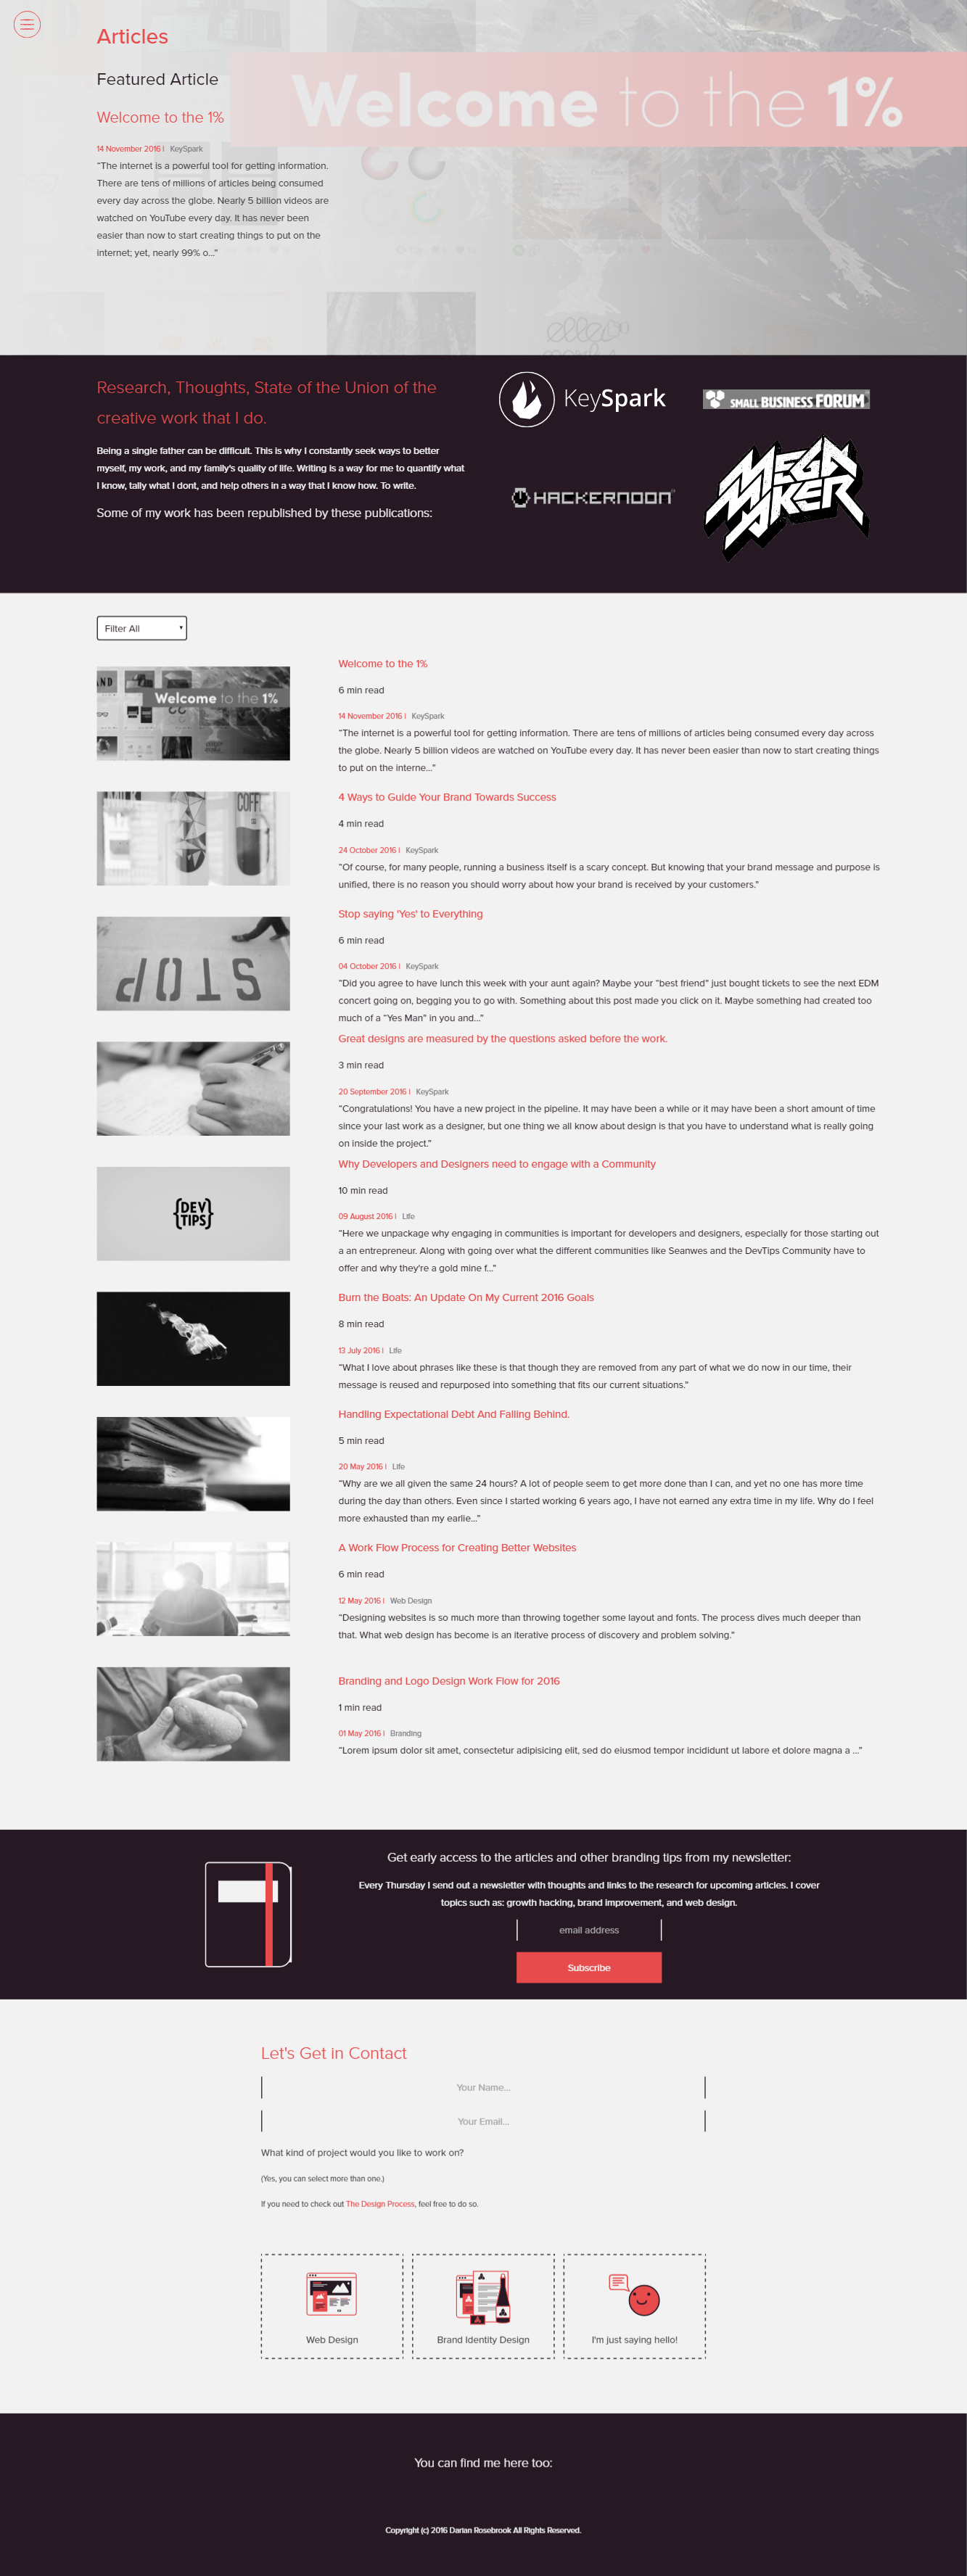 Articles
Featured Article
Welcome to the 1%
Welcome to the 1%
14 November 2016 | KeySpark
"The internet is a powerful tool for getting information.
There are tens of millions of articles being consumed
every day across the globe. Nearly 5 billion videos are
watched on YouTube every day. It has never been
easier than now to start creating things to put on the
internet; yet, nearly 99% o..."
Research, Thoughts, State of the Union of the
creative work that I do.
Being a single father can be difficult. This is why I constantly seek ways to better
myself, my work, and my family's quality of life. Writing is a way for me to quantify what
I know, tally what I dont, and help others in a way that I know how. To write.
Some of my work has been republished by these publications:
KeySpark
SMALL BUSINESS FORUM
HACKERNOON
MEGA
MAKER
Filter All
Welcome to the 1%
Welcome to the 1%
6 min read
14 November 2016 | KeySpark
"The internet is a powerful tool for getting information. There are tens of millions of articles being consumed every day across
the globe. Nearly 5 billion videos are watched on YouTube every day. It has never been easier than now to start creating things
to put on the interne..."
COFF
4 Ways to Guide Your Brand Towards Success
4 min read
24 October 2016 | KeySpark
"Of course, for many people, running a business itself is a scary concept. But knowing that your brand message and purpose is
unified, there is no reason you should worry about how your brand is received by your customers."
STOP
Stop saying 'Yes' to Everything
6 min read
04 October 2016 | KeySpark
"Did you agree to have lunch this week with your aunt again? Maybe your "best friend" just bought tickets to see the next EDM
concert going on, begging you to go with. Something about this post made you click on it. Maybe something had created too
much of a "Yes Man" in you and..."
Great designs are measured by the questions asked before the work.
3 min read
20 September 2016 | KeySpark
"Congratulations! You have a new project in the pipeline. It may have been a while or it may have been a short amount of time
since your last work as a designer, but one thing we all know about design is that you have to understand what is really going
on inside the project."
{DEV
TIPS}
Why Developers and Designers need to engage with a Community
10 min read
09 August 2016 | Life
"Here we unpackage why engaging in communities is important for developers and designers, especially for those starting out
a an entrepreneur. Along with going over what the different communities like Seanwes and the DevTips Community have to
offer and why they're a gold mine f..."
Burn the Boats: An Update On My Current 2016 Goals
8 min read
13 July 2016 | Life
"What I love about phrases like these is that though they are removed from any part of what we do now in our time, their
message is reused and repurposed into something that fits our current situations."
Handling Expectational Debt And Falling Behind.
5 min read
20 May 2016 | Life
"Why are we all given the same 24 hours? A lot of people seem to get more done than I can, and yet no one has more time
during the day than others. Even since I started working 6 years ago, I have not earned any extra time in my life. Why do I feel
more exhausted than my earlie..."
A Work Flow Process for Creating Better Websites
6 min read
12 May 2016 | Web Design
"Designing websites is so much more than throwing together some layout and fonts. The process dives much deeper than
that. What web design has become is an iterative process of discovery and problem solving."
Branding and Logo Design Work Flow for 2016
1 min read
01 May 2016 | Branding
"Lorem ipsum dolor sit amet, consectetur adipisicing elit, sed do eiusmod tempor incididunt ut labore et dolore magna a ..."
Get early access to the articles and other branding tips from my newsletter:
Every Thursday I send out a newsletter with thoughts and links to the research for upcoming articles. I cover
topics such as: growth hacking, brand improvement, and web design.
email address
Subscribe
Let's Get in Contact
Your Name...
Your Email...
What kind of project would you like to work on?
(Yes, you can select more than one.)
If you need to check out The Design Process, feel free to do so.
Web Design
Brand Identity Design
I'm just saying hello!
You can find me here too:
Copyright (c) 2016 Darian Rosebrook All Rights Reserved.